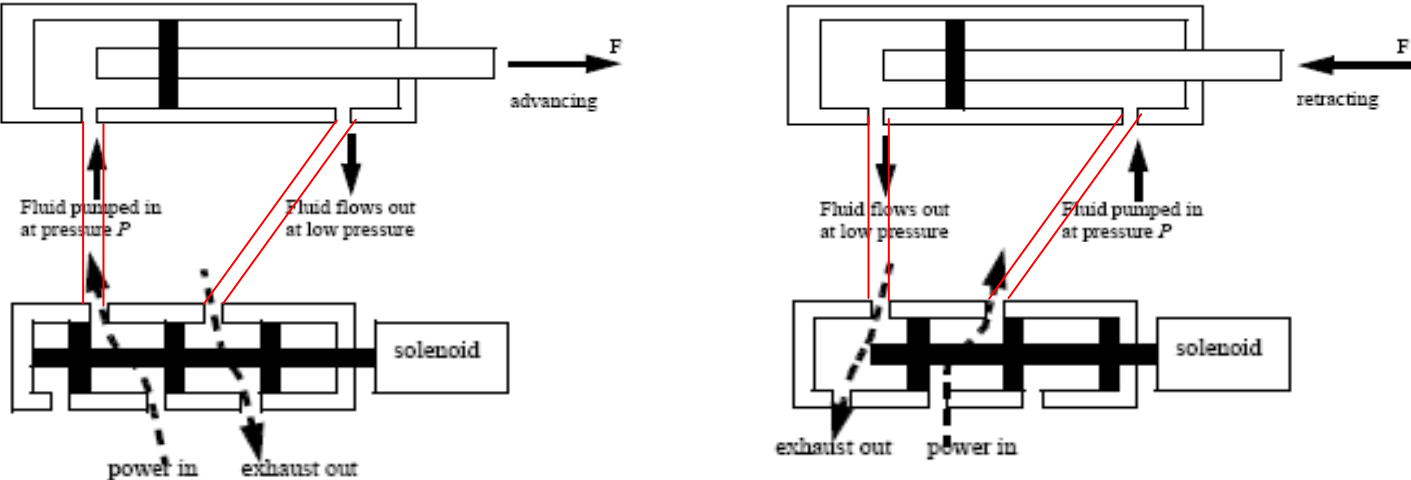 F
advancing
Fluid pumped in
at pressure P
Fluid flows out
at low pressure
solenoid
power in
exhaust out
F
retracting
Fluid flows out
at low pressure
Fluid pumped in
at pressure P
solenoid
exhaust out
power in